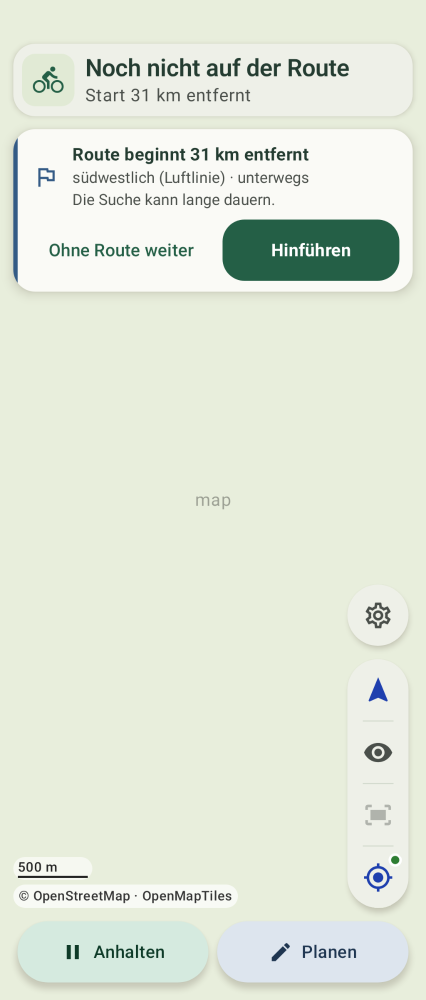 Noch nicht auf der Route
Start 31 km entfernt
Route beginnt 31 km entfernt
südwestlich (Luftlinie) · unterwegs
Die Suche kann lange dauern.
Ohne Route weiter
Hinführen
map
500 m
© OpenStreetMap · OpenMapTiles
Anhalten
Planen